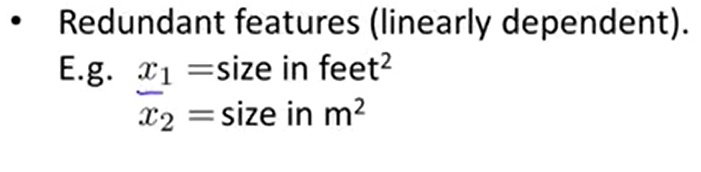 • Redundant features (linearly dependent).
E.g. x₁ =size in feet²
x₂ = size in m²